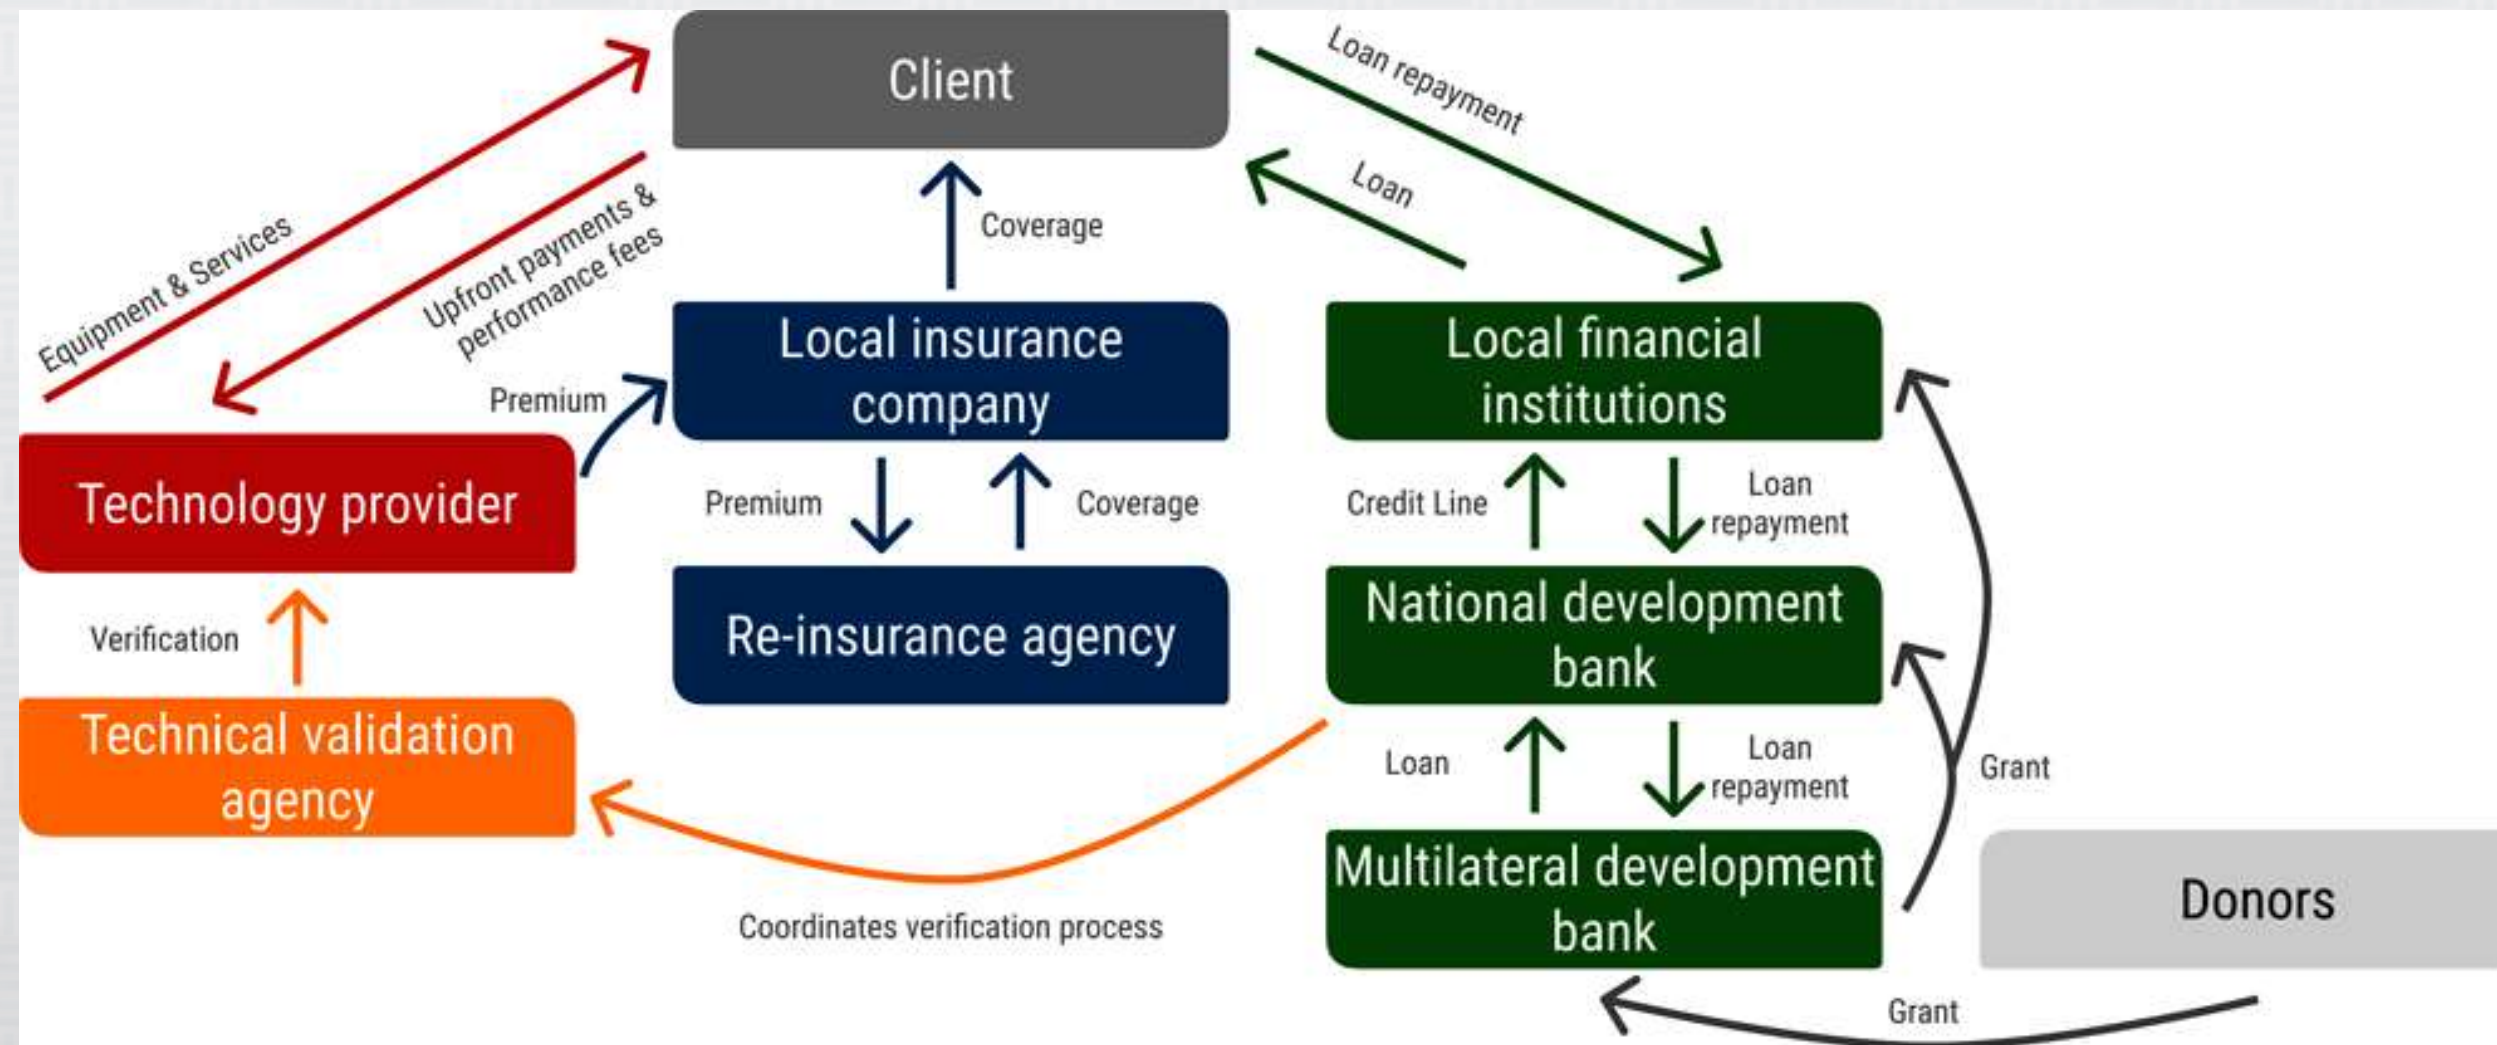 Client
Loan repayment
Loan
Coverage
Equipment & Services
Upfront payments &
performance fees
Premium
Local insurance
company
Local financial
institutions
Technology provider
Premium
Coverage
Credit Line
Loan
repayment
Verification
Re-insurance agency
National development
bank
Technical validation
agency
Loan
Loan
repayment
Grant
Coordinates verification process
Multilateral development
bank
Donors
Grant